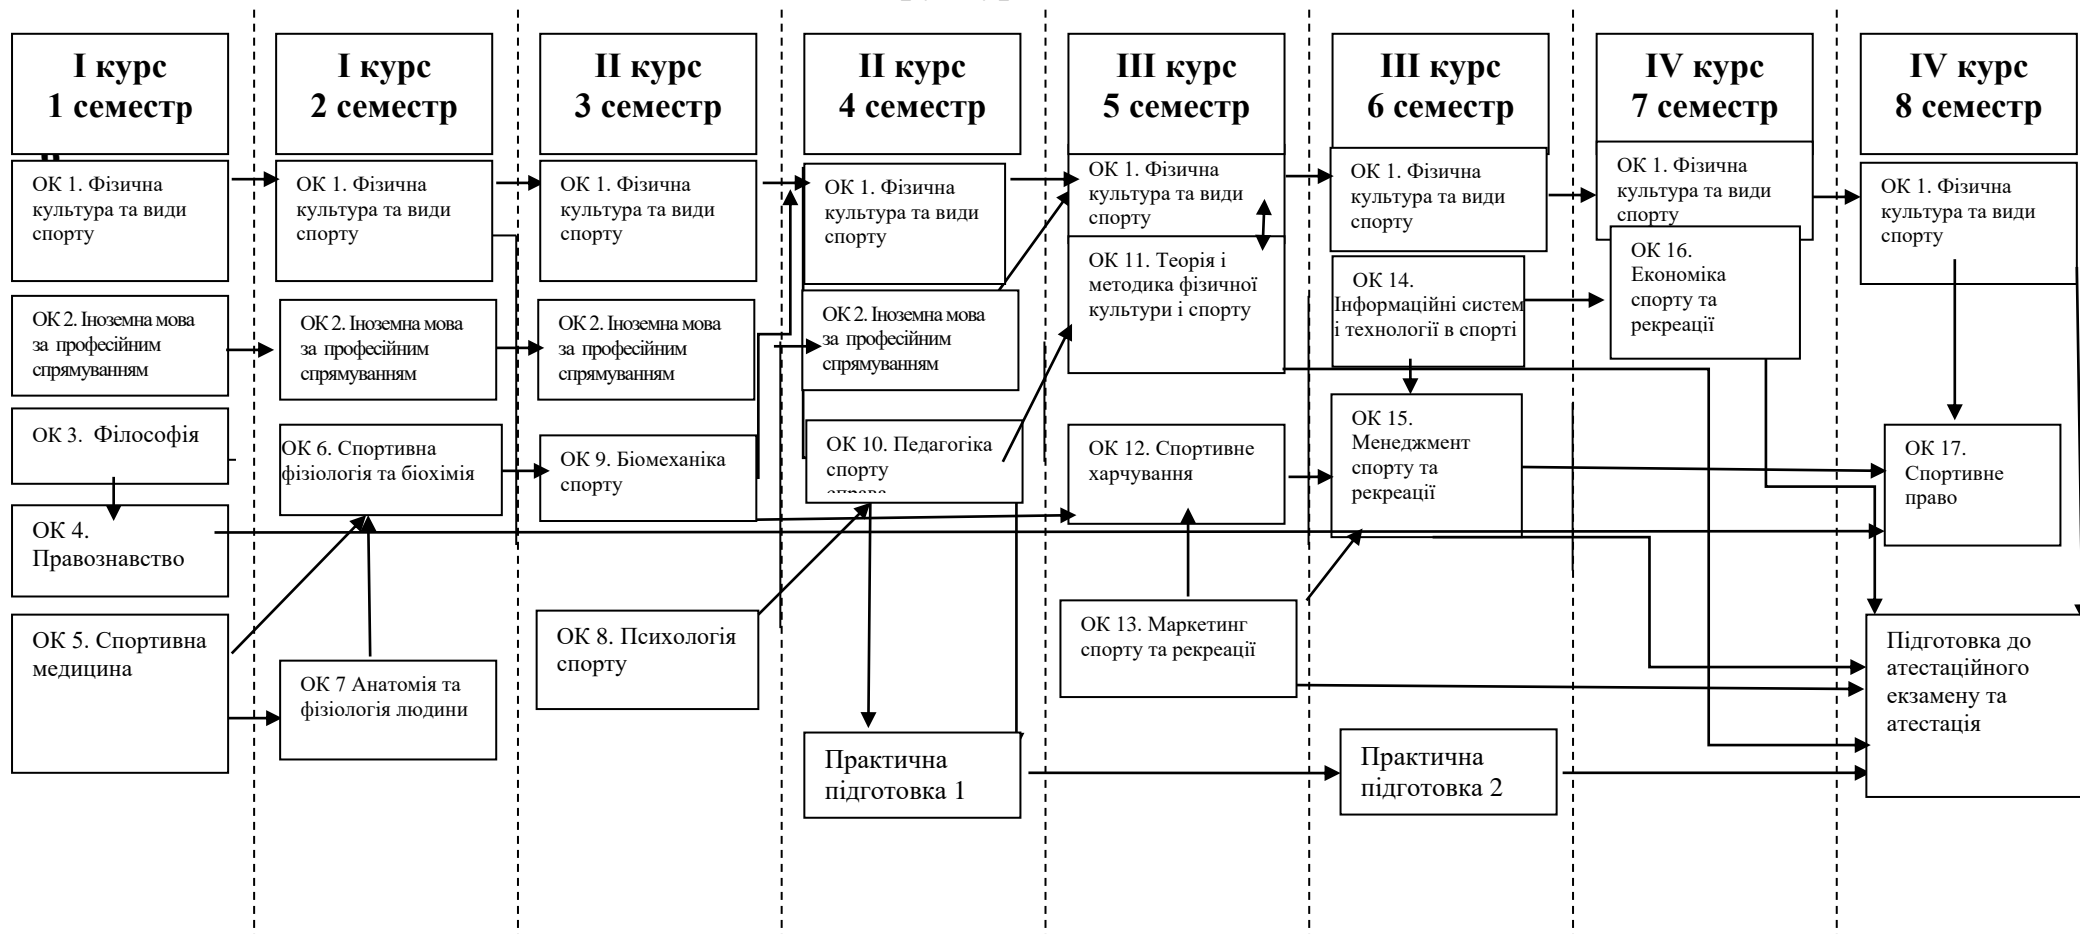 І курс
1 семестр
І курс
2 семестр
ІІ курс
3 семестр
ІІ курс
4 семестр
ІІІ курс
5 семестр
ІІІ курс
6 семестр
IV курс
7 семестр
IV курс
8 семестр
ОК 1. Фізична
культура та види
спорту
ОК 2. Іноземна мова
за професійним
спрямуванням
ОК 3. Філософія
ОК 4.
Правознавство
ОК 5. Спортивна
медицина
ОК 1. Фізична
культура та види
спорту
ОК 2. Іноземна мова
за професійним
спрямуванням
ОК 6. Спортивна
фізіологія та біохімія
ОК 7 Анатомія та
фізіологія людини
ОК 1. Фізична
культура та види
спорту
ОК 2. Іноземна мова
за професійним
спрямуванням
ОК 9. Біомеханіка
спорту
ОК 8. Психологія
спорту
ОК 1. Фізична
культура та види
спорту
ОК 2. Іноземна мова
за професійним
спрямуванням
ОК 10. Педагогіка
спорту
Практична
підготовка 1
ОК 1. Фізична
культура та види
спорту
ОК 11. Теорія і
методика фізичної
культури і спорту
ОК 12. Спортивне
харчування
ОК 13. Маркетинг
спорту та рекреації
ОК 1. Фізична
культура та види
спорту
ОК 14.
Інформаційні систем
і технології в спорті
ОК 15.
Менеджмент
спорту та
рекреації
Практична
підготовка 2
ОК 1. Фізична
культура та види
спорту
ОК 16.
Економіка
спорту та
рекреації
ОК 1. Фізична
культура та види
спорту
ОК 17.
Спортивне
право
Підготовка до
атестаційного
екзамену та
атестація